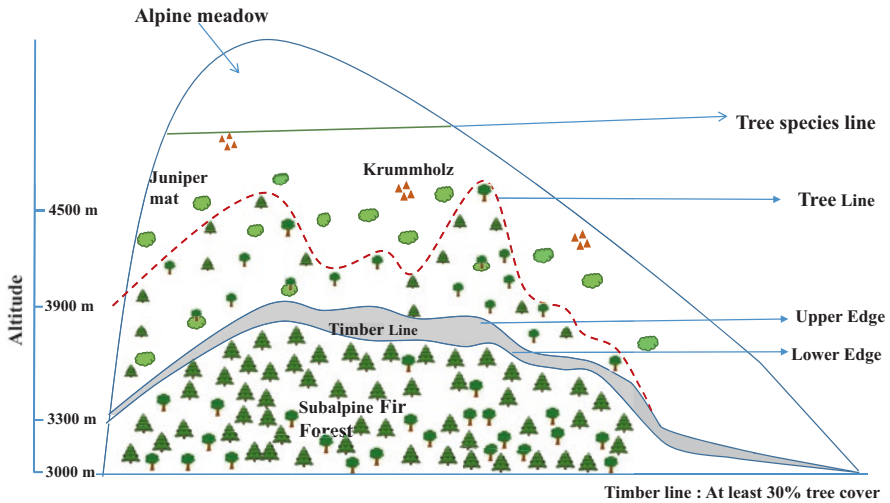 Alpine meadow
Tree species line
Juniper
mat
Krummholz
4500 m
Tree Line
Altitude
3900 m
Upper Edge
Timber Line
Lower Edge
Subalpine Fir
Forest
3300 m
3000 m
Timber line : At least 30% tree cover